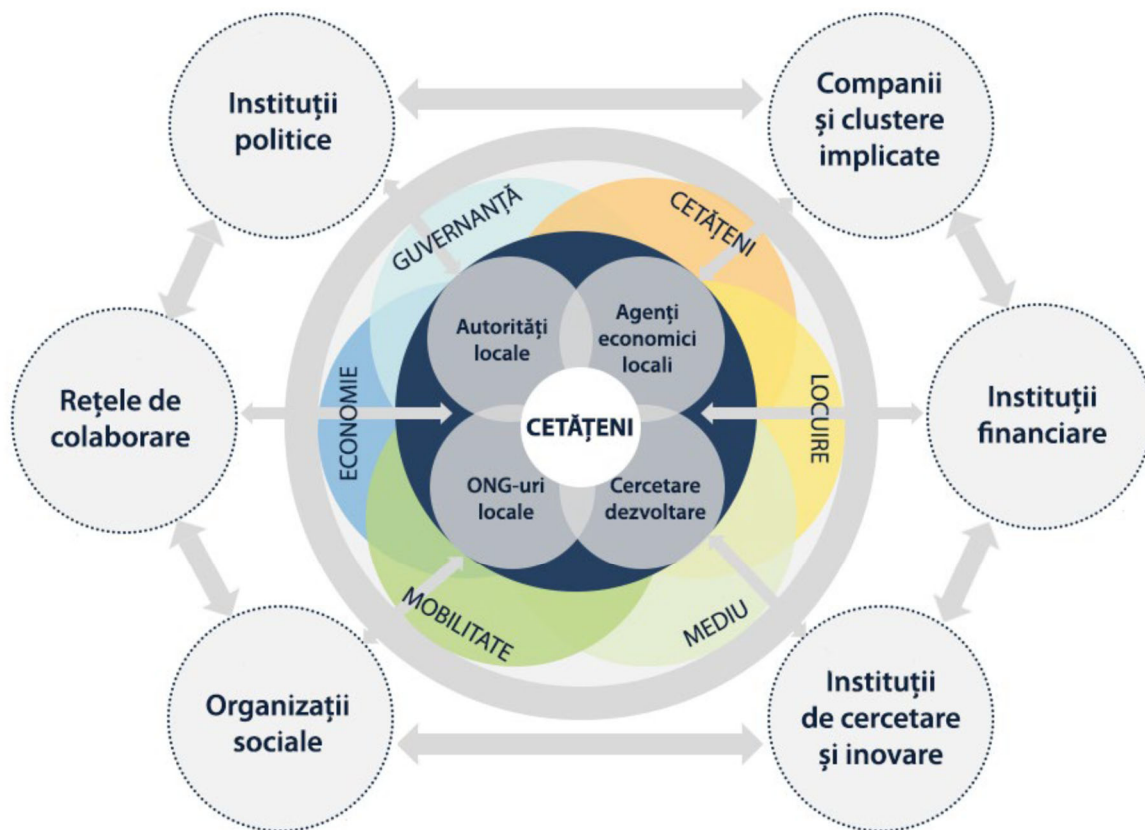 Instituții
politice
Companii
și clustere
implicate
GUVERNANȚĂ
CETĂȚENI
Autorități
locale
Agenți
economici
locali
Rețele de
colaborare
ECONOMIE
CETĂȚENI
LOCUIRE
Instituții
financiare
ONG-uri
locale
Cercetare
dezvoltare
MOBILITATE
MEDIU
Organizații
sociale
Instituții
de cercetare
și inovare